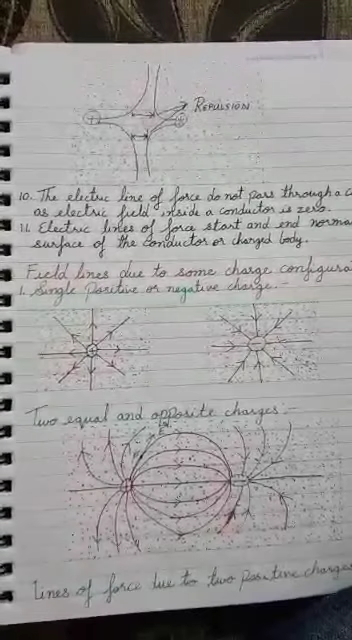 REPULSION
10. The electric line of force do not pass through a
as electric field inside a conductor is zero.
11. Electric lines of force start and end
surface of the conductor or charged body.
Field lines due to some charge
1. Single Positive or negative charge. -
Two equal and opposite charges. -
Lines of force due to two positive charges